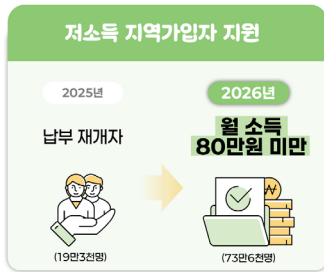 저소득 지역가입자 지원
2025년
2026년
납부 재개자
월 소득
80만원 미만
₩
(19만3천명)
(73만6천명)